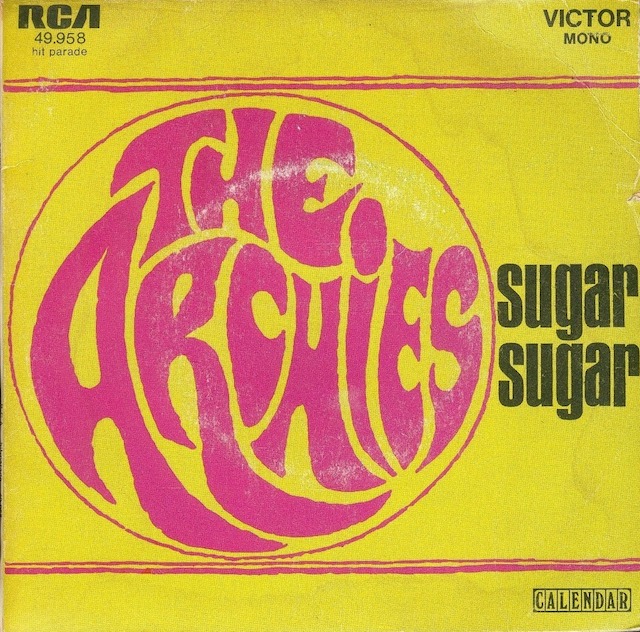 RCA
49.958
hit parade
VICTOR
MONO
THE
ARCHIES
sugar
sugar
CALENDAR